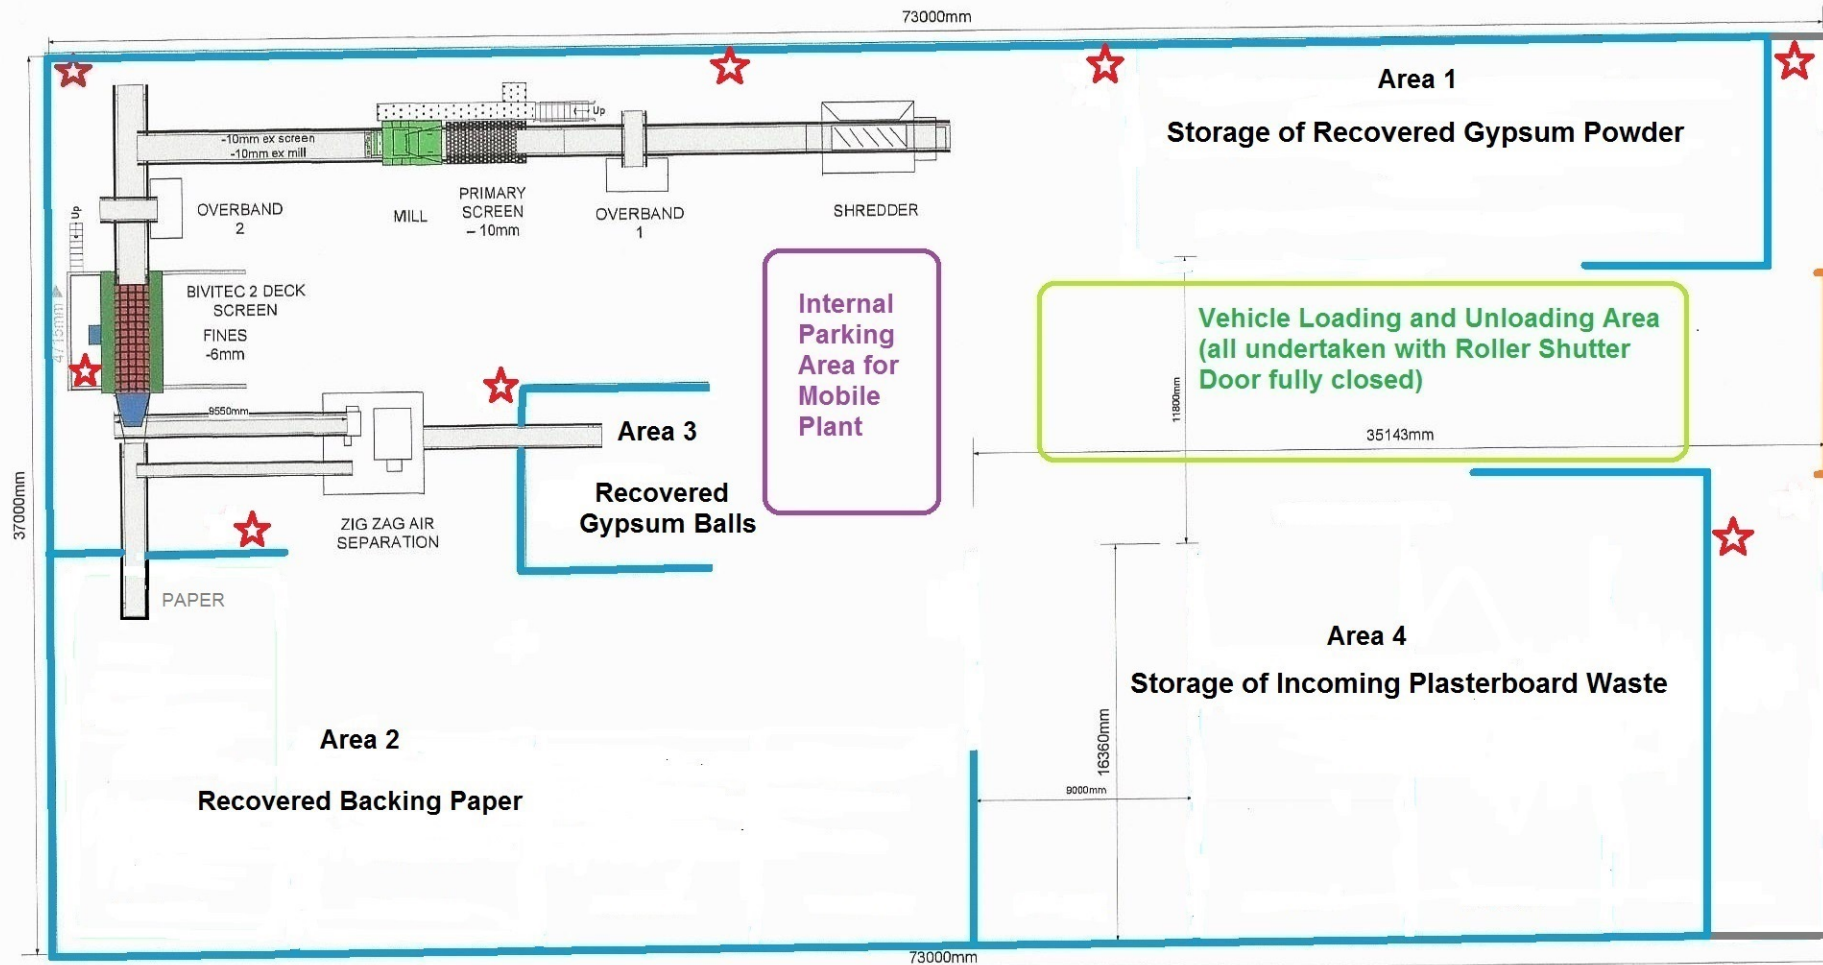 73000mm
Area 1
Storage of Recovered Gypsum Powder
Up
-10mm ex screen
-10mm ex mill
PRIMARY
SCREEN
– 10mm
MILL
OVERBAND
1
SHREDDER
OVERBAND
2
Up
BIVITEC 2 DECK
SCREEN
FINES
-6mm
Internal
Parking
Area for
Mobile
Plant
Vehicle Loading and Unloading Area
(all undertaken with Roller Shutter
Door fully closed)
11800mm
35143mm
9550mm
Area 3
Recovered
Gypsum Balls
ZIG ZAG AIR
SEPARATION
37000mm
PAPER
Area 4
Storage of Incoming Plasterboard Waste
16360mm
9000mm
Area 2
Recovered Backing Paper
73000mm